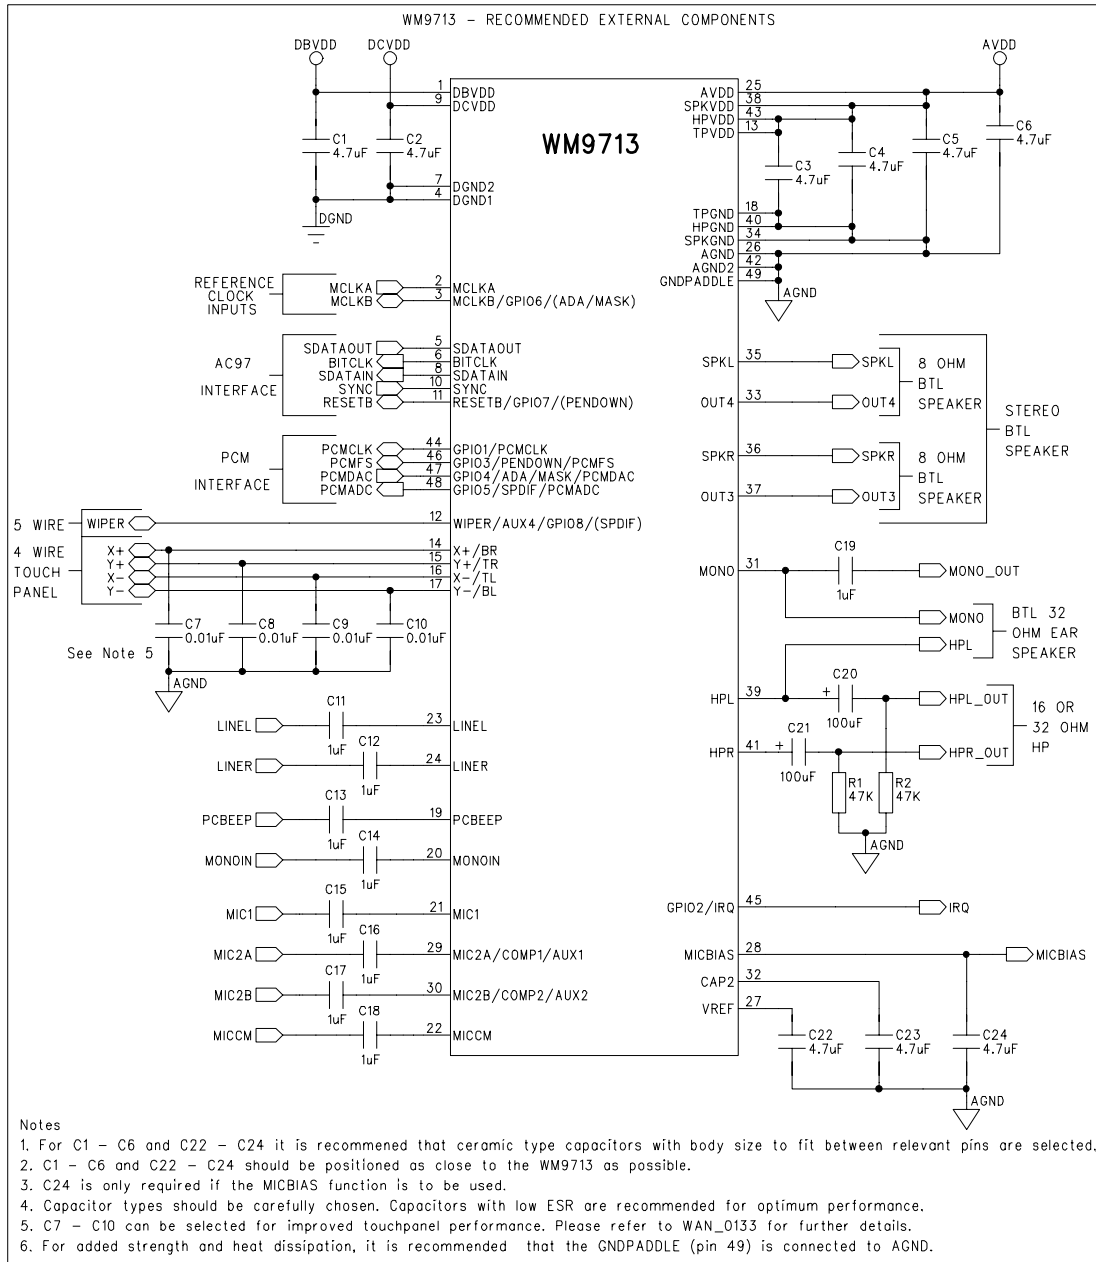 WM9713 – RECOMMENDED EXTERNAL COMPONENTS
DBVDD
DCVDD
AVDD
WM9713
1
DBVDD
9
DCVDD
7
DGND2
4
DGND1
C1
4.7uF
C2
4.7uF
DGND
25
AVDD
38
SPKVDD
43
HPVDD
13
TPVDD
18
TPGND
40
HPGND
34
SPKGND
26
AGND
42
AGND2
49
GNDPADDLE
C3
4.7uF
C4
4.7uF
C5
4.7uF
C6
4.7uF
AGND
REFERENCE
CLOCK
INPUTS
MCLKA
2
MCLKA
MCLKB
3
MCLKB/GPIO6/(ADA/MASK)
AC97
INTERFACE
SDATAOUT
5
SDATAOUT
BITCLK
6
BITCLK
SDATAIN
8
SDATAIN
SYNC
10
SYNC
RESETB
11
RESETB/GPIO7/(PENDOWN)
PCM
INTERFACE
PCMCLK
44
GPIO1/PCMCLK
PCMFS
46
GPIO3/PENDOWN/PCMFS
PCMDAC
47
GPIO4/ADA/MASK/PCMDAC
PCMADC
48
GPIO5/SPDIF/PCMADC
5 WIRE
WIPER
12
WIPER/AUX4/GPIO8/(SPDIF)
4 WIRE
TOUCH
PANEL
X+
14
X+/BR
Y+
15
Y+/TR
X-
16
X-/TL
Y-
17
Y-/BL
C7
0.01uF
C8
0.01uF
C9
0.01uF
C10
0.01uF
See Note 5
AGND
SPKL
35
SPKL
OUT4
33
OUT4
8 OHM
BTL
SPEAKER
SPKR
36
SPKR
OUT3
37
OUT3
8 OHM
BTL
SPEAKER
STEREO
BTL
SPEAKER
MONO
31
C19
1uF
MONO_OUT
MONO
HPL
BTL 32
OHM EAR
SPEAKER
HPL
39
+
C20
100uF
HPL_OUT
HPR
41
+
C21
100uF
HPR_OUT
16 OR
32 OHM
HP
R1
47K
R2
47K
AGND
LINEL
C11
1uF
23
LINEL
LINER
C12
1uF
24
LINER
PCBEEP
C13
1uF
19
PCBEEP
MONOIN
C14
1uF
20
MONOIN
MIC1
C15
1uF
21
MIC1
MIC2A
C16
1uF
29
MIC2A/COMP1/AUX1
MIC2B
C17
1uF
30
MIC2B/COMP2/AUX2
MICCM
C18
1uF
22
MICCM
GPIO2/IRQ
45
IRQ
MICBIAS
28
MICBIAS
CAP2
32
VREF
27
C22
4.7uF
C23
4.7uF
C24
4.7uF
AGND
Notes
1. For C1 – C6 and C22 – C24 it is recommened that ceramic type capacitors with body size to fit between relevant pins are selected.
2. C1 – C6 and C22 – C24 should be positioned as close to the WM9713 as possible.
3. C24 is only required if the MICBIAS function is to be used.
4. Capacitor types should be carefully chosen. Capacitors with low ESR are recommended for optimum performance.
5. C7 – C10 can be selected for improved touchpanel performance. Please refer to WAN_0133 for further details.
6. For added strength and heat dissipation, it is recommended that the GNDPADDLE (pin 49) is connected to AGND.